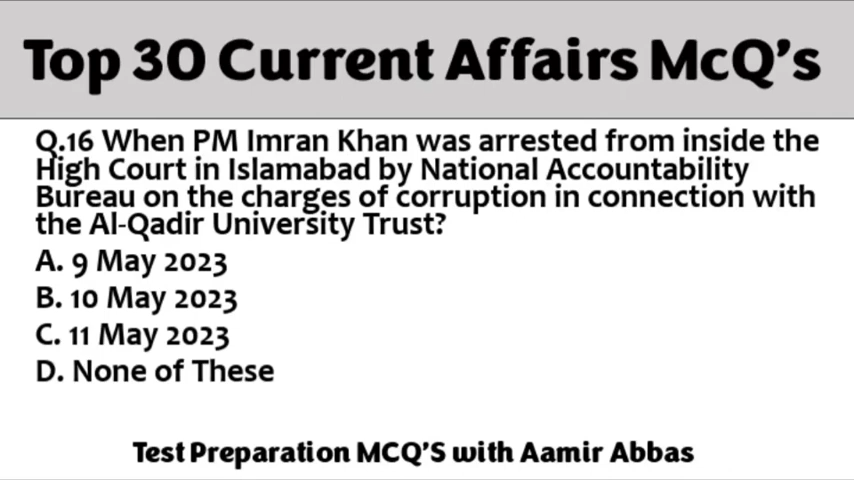 Top 30 Current Affairs McQ's
Q.16 When PM Imran Khan was arrested from inside the
High Court in Islamabad by National Accountability
Bureau on the charges of corruption in connection with
the Al-Qadir University Trust?
A. 9 May 2023
B. 10 May 2023
C. 11 May 2023
D. None of These
Test Preparation MCQ'S with Aamir Abbas